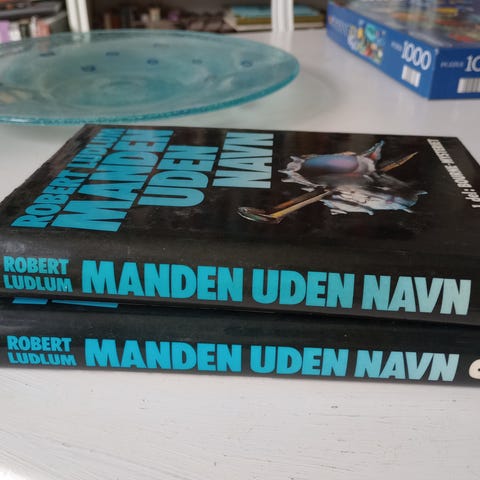 ROBERT LUDLUM
MANDEN
UDEN
NAVN
ROBERT
LUDLUM
MANDEN UDEN NAVN
ROBERT
LUDLUM
MANDEN UDEN NAVN
1000